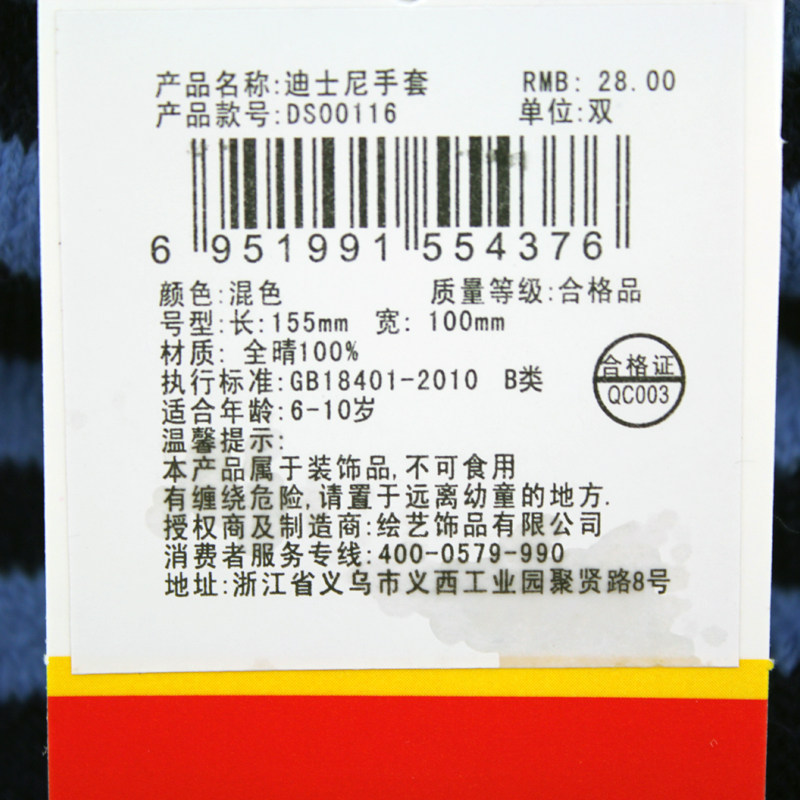 产品名称:迪士尼手套 RMB: 28.00
产品款号:DS00116 单位:双
6 951991 554376
颜色:混色 质量等级:合格品
号型:长:155mm 宽: 100mm
材质: 全晴100%
执行标准:GB18401-2010 B类
合格证
QC003
适合年龄:6-10岁
温馨提示:
本产品属于装饰品,不可食用
有缠绕危险,请置于远离幼童的地方.
授权商及制造商:绘艺饰品有限公司
消费者服务专线:400-0579-990
地址:浙江省义乌市义西工业园聚贤路8号